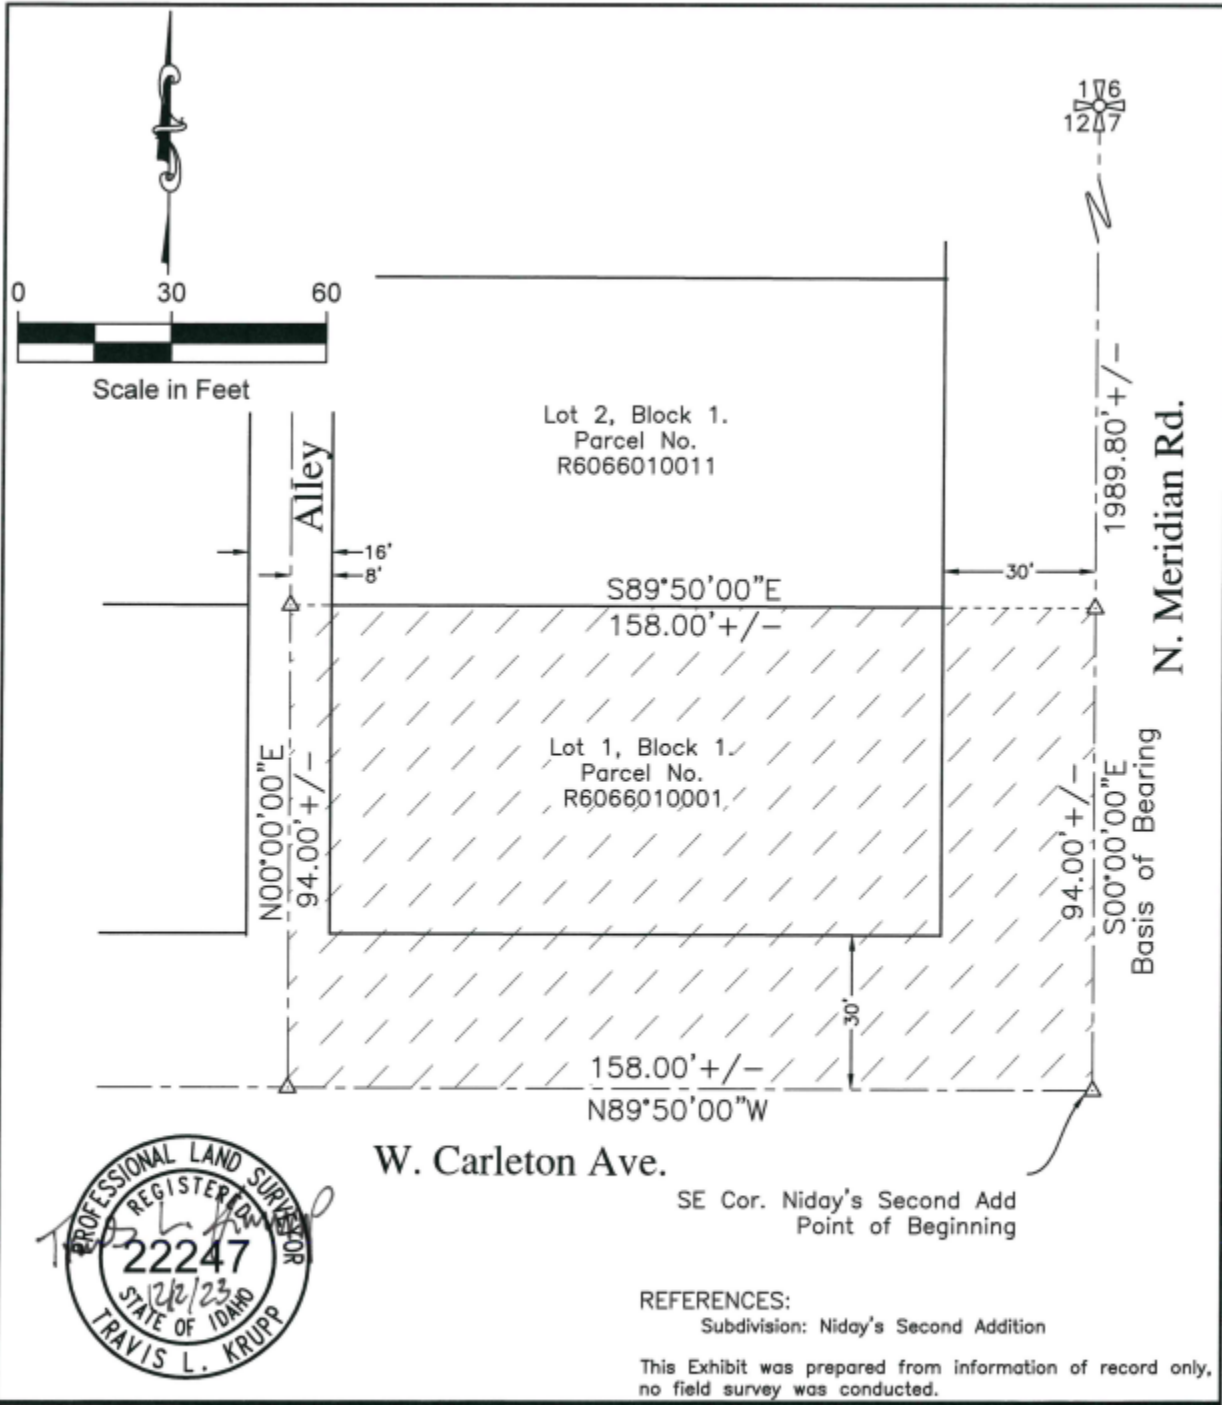 1 6
12 7
0 30 60
Scale in Feet
Lot 2, Block 1.
Parcel No.
R6066010011
Alley
16'
8'
30'
1989.80'+/-
N. Meridian Rd.
S89°50'00"E
158.00'+/-
Lot 1, Block 1.
Parcel No.
R6066010001
N00°00'00"E
94.00'+/-
94.00'+/-
S00°00'00"E
Basis of Bearing
30'
158.00'+/-
N89°50'00"W
W. Carleton Ave.
SE Cor. Niday's Second Add
Point of Beginning
PROFESSIONAL LAND SURVEYOR
REGISTERED
22247
12/2/23
STATE OF IDAHO
TRAVIS L. KRUPP
REFERENCES:
Subdivision: Niday's Second Addition
This Exhibit was prepared from information of record only,
no field survey was conducted.